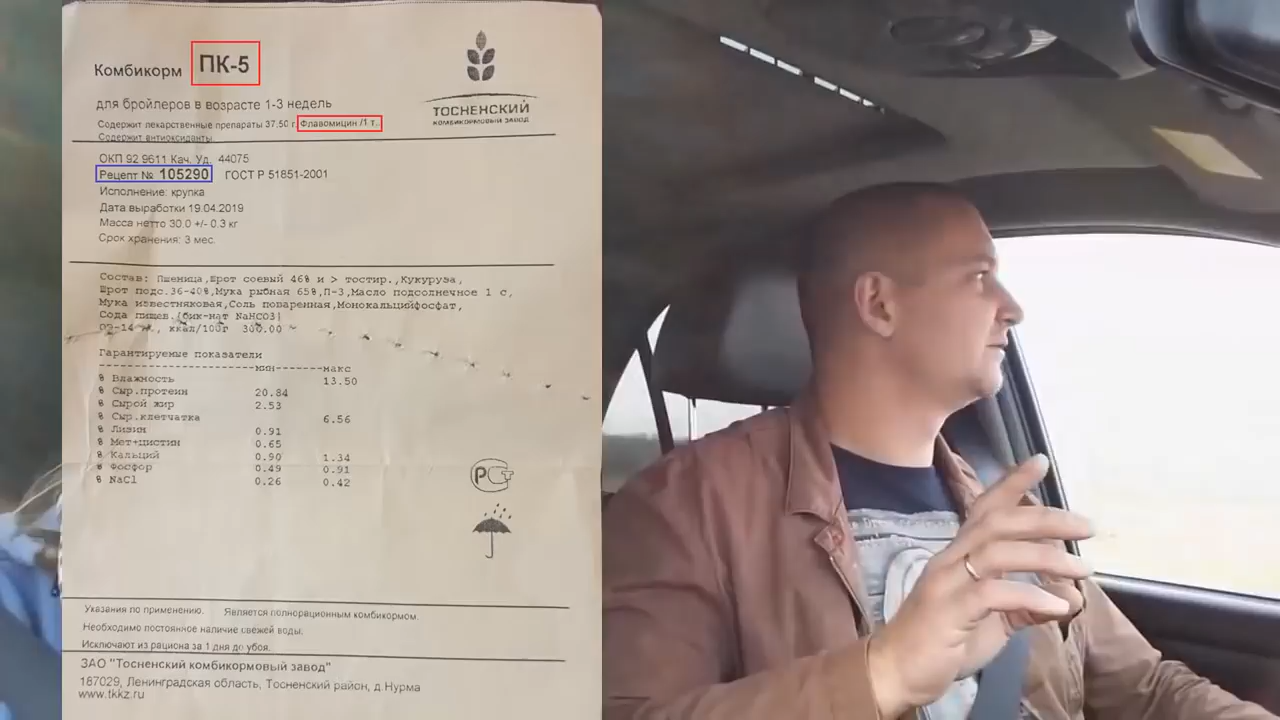 Комбикорм ПК-5
для бройлеров в возрасте 1-3 недель
Содержит лекарственные препараты 37,50 г. Флавомицин /1 т.
Содержит антиоксиданты
ТОСНЕНСКИЙ
КОМБИКОРМОВЫЙ ЗАВОД
ОКП 92 9611 Кач. Уд. 44075
Рецепт № 105290 ГОСТ Р 51851-2001
Исполнение: крупка
Дата выработки 19.04.2019
Масса нетто 30.0 +/- 0.3 кг
Срок хранения: 3 мес.
Состав: Пшеница,Шрот соевый 46% и > тостир.,Кукуруза,
Шрот подс.36-40%,Мука рыбная 65%,П-3,Масло подсолнечное 1 с,
Мука известняковая,Соль поваренная,Монокальцийфосфат,
Сода пищев.(бик-нат NaHCO3)
ккал/100г 300.00
Гарантируемые показатели
мин-------макс
% Влажность 13.50
% Сыр.протеин 20.84
% Сырой жир 2.53
% Сыр.клетчатка 6.56
% Лизин 0.91
% Мет+цистин 0.65
% Кальций 0.90 1.34
% Фосфор 0.49 0.91
% NaCl 0.26 0.42
РСТ
Указания по применению. Является полнорационным комбикормом.
Необходимо постоянное наличие свежей воды.
Исключают из рациона за 1 дня до убоя.
ЗАО "Тосненский комбикормовый завод"
187029, Ленинградская область, Тосненский район, д Нурма
www.tkkz.ru